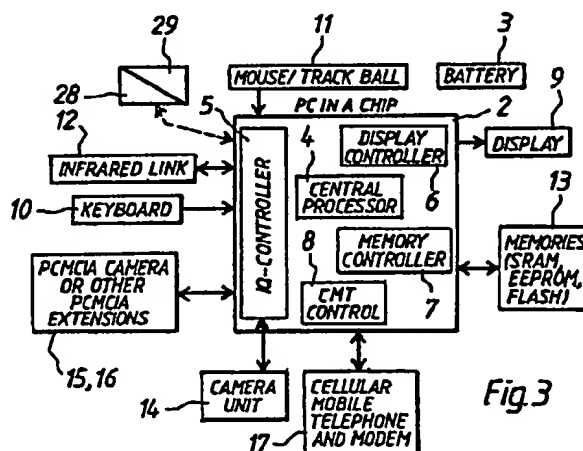 11
3
29
28
MOUSE/TRACK BALL
BATTERY
5
PC IN A CHIP
2
9
12
INFRARED LINK
4
DISPLAY CONTROLLER
6
DISPLAY
10
KEYBOARD
IO-CONTROLLER
CENTRAL
PROCESSOR
13
PCMCIA CAMERA
OR OTHER
PCMCIA
EXTENSIONS
8
MEMORY
CONTROLLER
7
CMT CONTROL
MEMORIES
(SRAM,
EEPROM,
FLASH)
15,16
14
CAMERA
UNIT
17
CELLULAR
MOBILE
TELEPHONE
AND MODEM
Fig.3